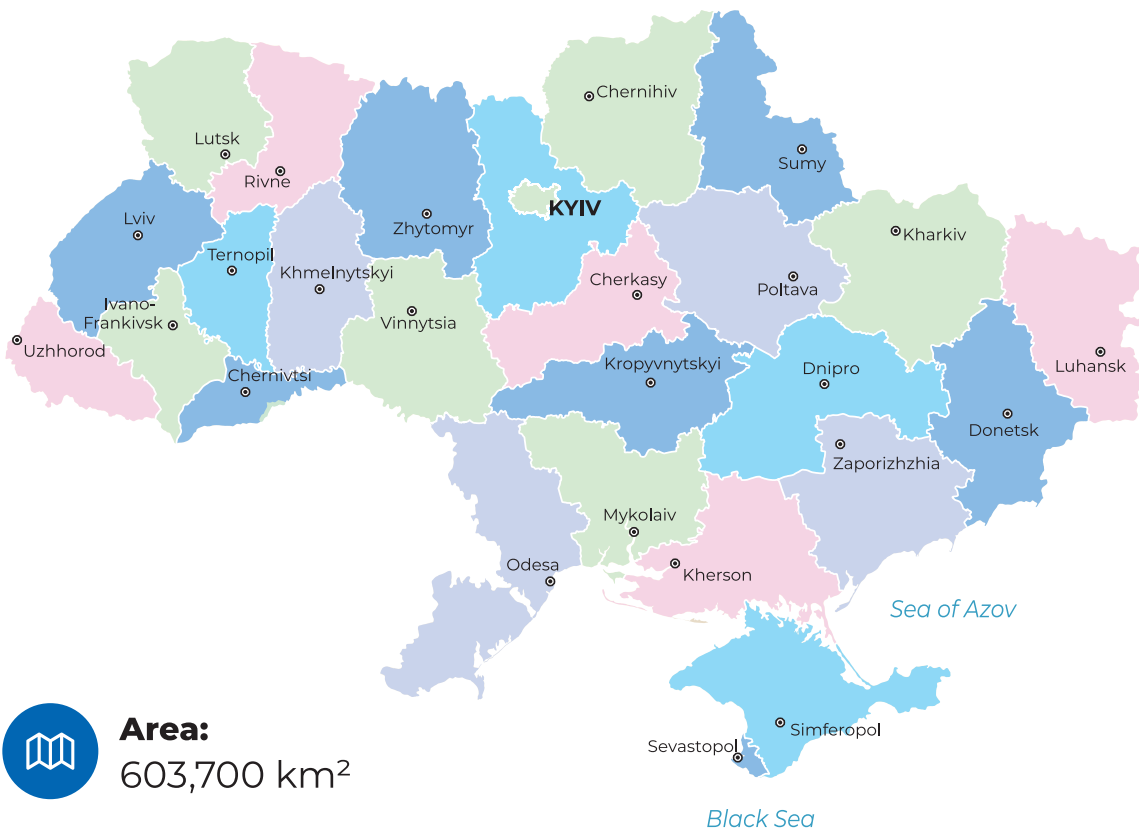 Chernihiv
Lutsk
Sumy
Rivne
KYIV
Lviv
Zhytomyr
Kharkiv
Ternopil
Khmelnytskyi
Cherkasy
Poltava
Ivano-
Frankivsk
Vinnytsia
Uzhhorod
Kropyvnytskyi
Dnipro
Luhansk
Chernivtsi
Donetsk
Zaporizhzhia
Mykolaiv
Odesa
Kherson
Sea of Azov
Area:
603,700 km²
Simferopol
Sevastopol
Black Sea